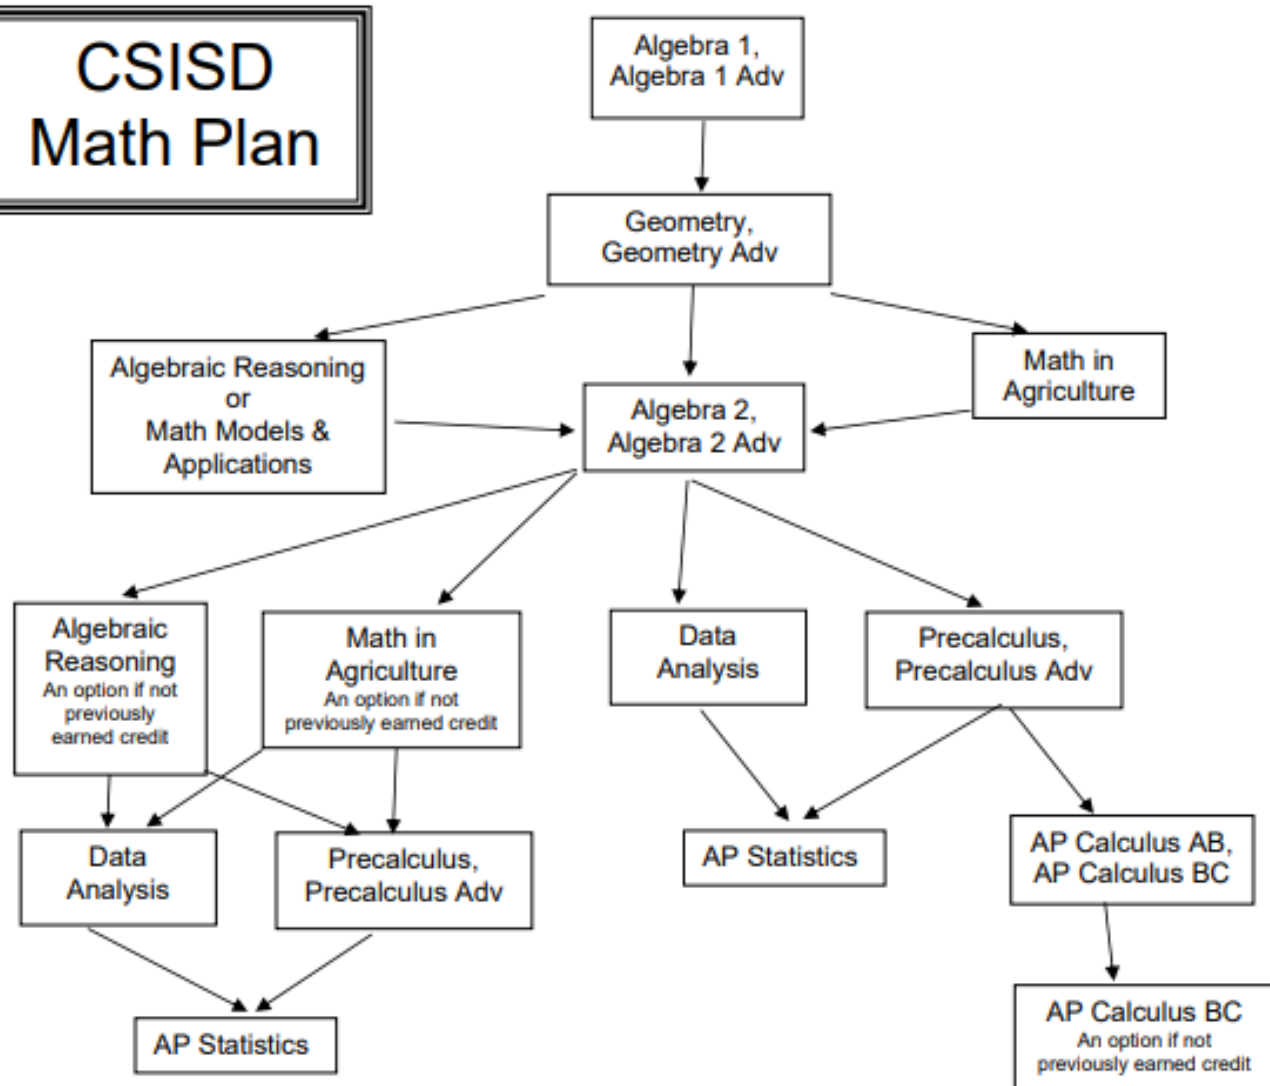 CSISD
Math Plan
Algebra 1,
Algebra 1 Adv
Geometry,
Geometry Adv
Algebraic Reasoning
or
Math Models &
Applications
Algebra 2,
Algebra 2 Adv
Math in
Agriculture
Algebraic
Reasoning
An option if not
previously
earned credit
Math in
Agriculture
An option if not
previously earned credit
Data
Analysis
Precalculus,
Precalculus Adv
Data
Analysis
Precalculus,
Precalculus Adv
AP Statistics
AP Calculus AB,
AP Calculus BC
AP Statistics
AP Calculus BC
An option if not
previously earned credit